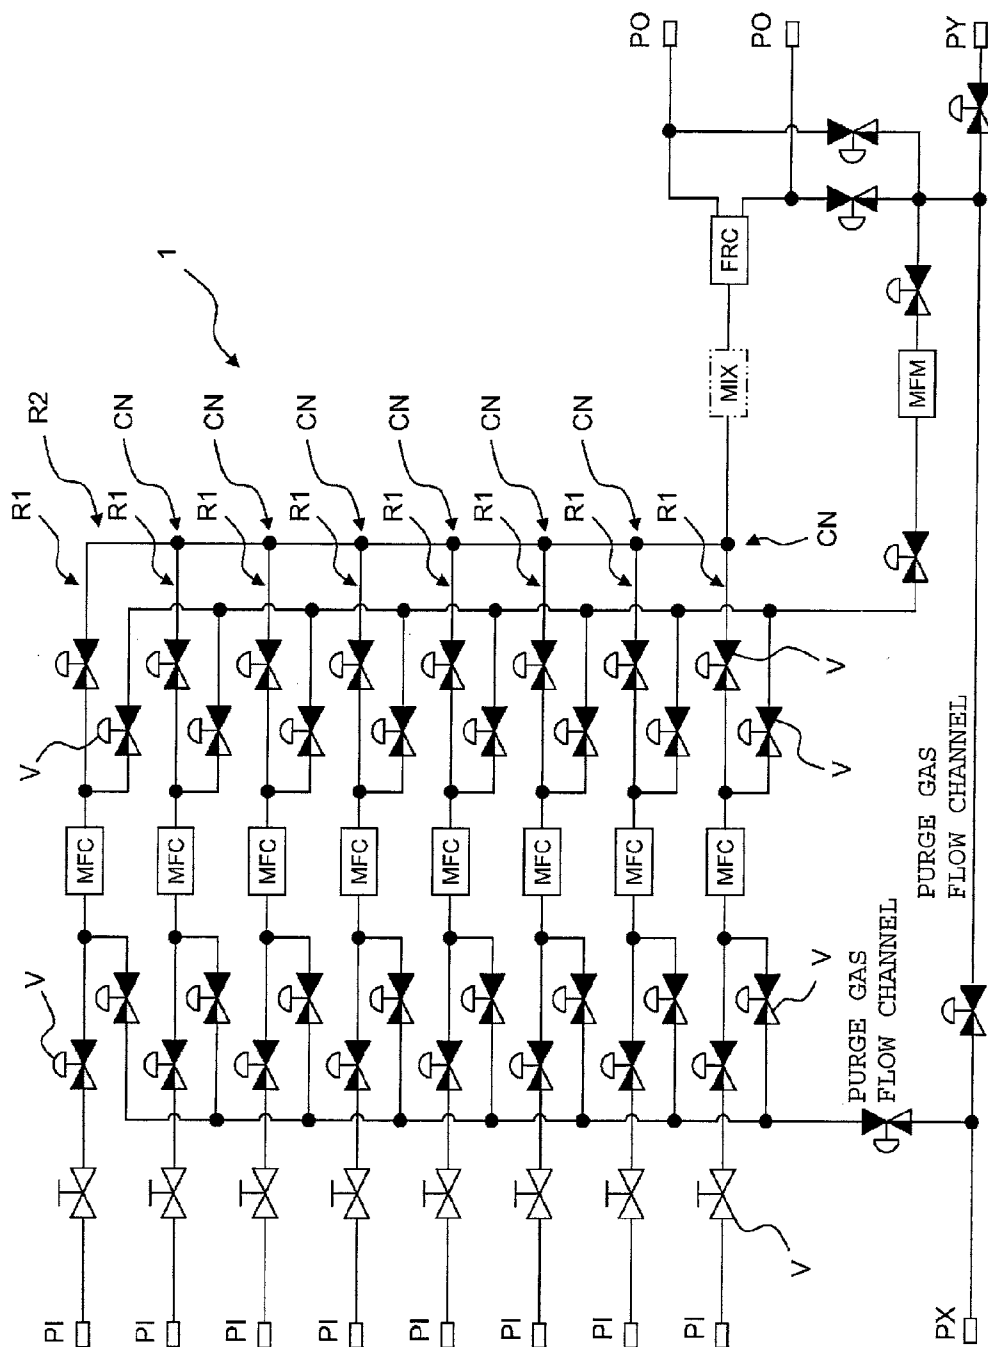 PO
PO
PY
1
FRC
MIX
MFM
R2
CN
CN
CN
CN
CN
CN
CN
R1
R1
R1
R1
R1
R1
R1
R1
V
V
V
MFC
MFC
MFC
MFC
MFC
MFC
MFC
MFC
PURGE GAS
FLOW CHANNEL
V
V
PURGE GAS
FLOW CHANNEL
V
PI
PI
PI
PI
PI
PI
PI
PI
PX